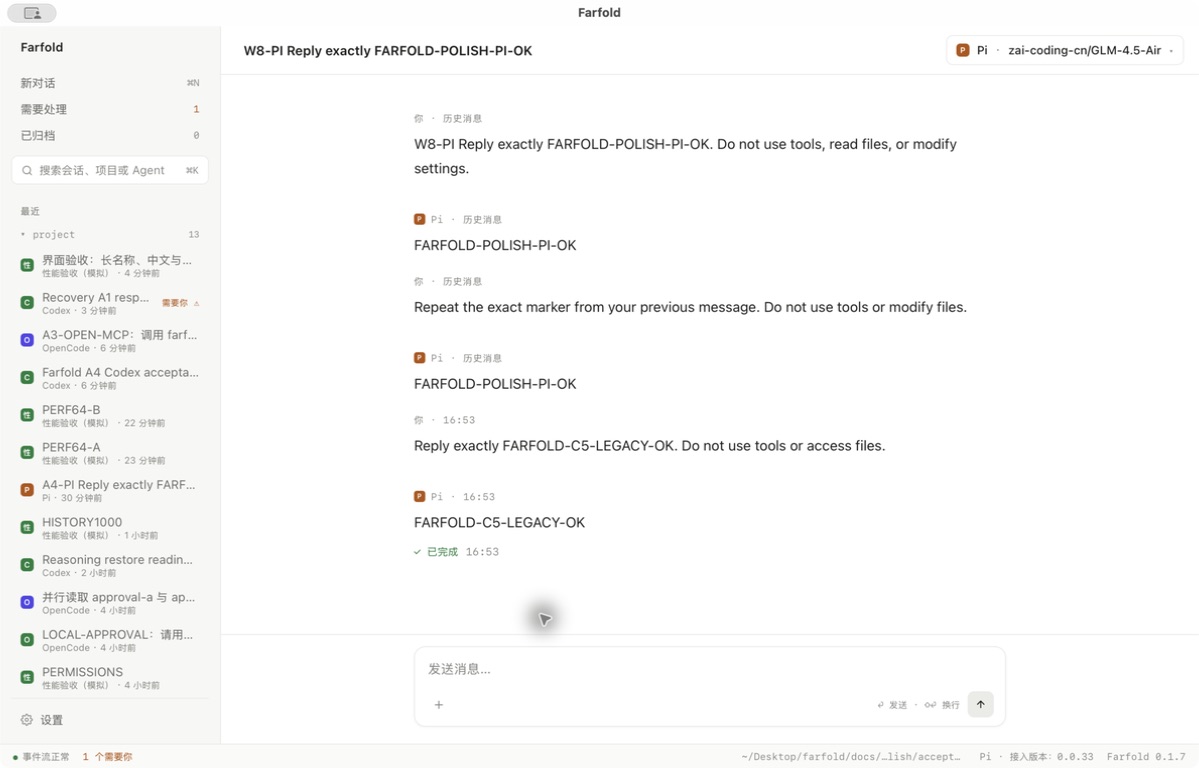 Farfold
Farfold
新对话 ⌘N
需要处理 1
已归档 0
搜索会话、项目或 Agent ⌘K
最近
project 13
性 界面验收：长名称、中文与...
性能验收（模拟） · 4 分钟前
C Recovery A1 resp... 需要你 ⚠
Codex · 3 分钟前
O A3-OPEN-MCP：调用 farf...
OpenCode · 6 分钟前
C Farfold A4 Codex accepta...
Codex · 6 分钟前
性 PERF64-B
性能验收（模拟） · 22 分钟前
性 PERF64-A
性能验收（模拟） · 23 分钟前
P A4-PI Reply exactly FARF...
Pi · 30 分钟前
性 HISTORY1000
性能验收（模拟） · 1 小时前
C Reasoning restore readin...
Codex · 2 小时前
O 并行读取 approval-a 与 ap...
OpenCode · 4 小时前
O LOCAL-APPROVAL：请用...
OpenCode · 4 小时前
性 PERMISSIONS
性能验收（模拟） · 4 小时前
设置
W8-PI Reply exactly FARFOLD-POLISH-PI-OK
P Pi · zai-coding-cn/GLM-4.5-Air
你 · 历史消息
W8-PI Reply exactly FARFOLD-POLISH-PI-OK. Do not use tools, read files, or modify
settings.
P Pi · 历史消息
FARFOLD-POLISH-PI-OK
你 · 历史消息
Repeat the exact marker from your previous message. Do not use tools or modify files.
P Pi · 历史消息
FARFOLD-POLISH-PI-OK
你 · 16:53
Reply exactly FARFOLD-C5-LEGACY-OK. Do not use tools or access files.
P Pi · 16:53
FARFOLD-C5-LEGACY-OK
✓ 已完成 16:53
发送消息...
+ ↵ 发送 · ⇧↵ 换行
事件流正常 1 个需要你
~/Desktop/farfold/docs/…lish/accept… Pi · 接入版本: 0.0.33 Farfold 0.1.7